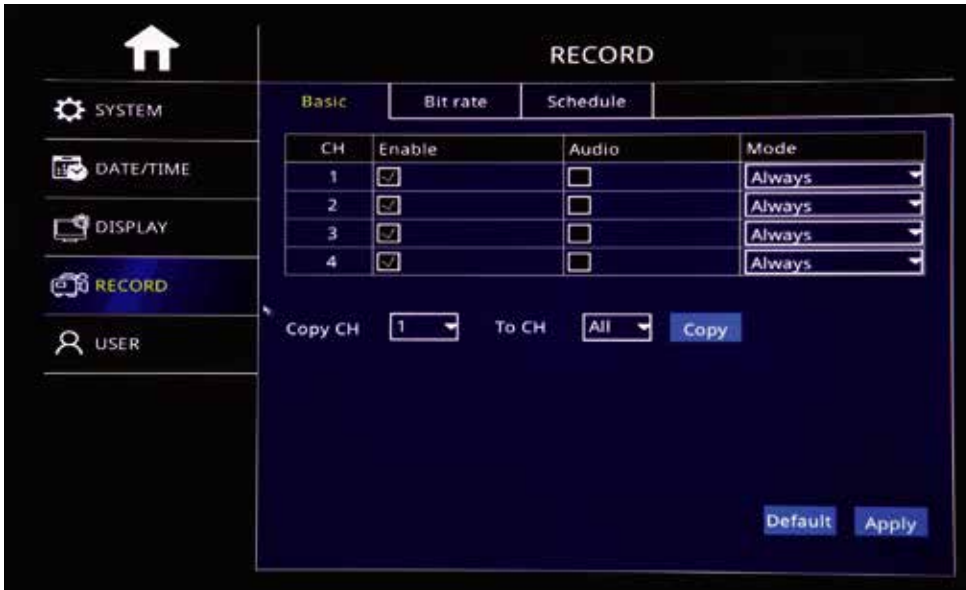 RECORD
SYSTEM
DATE/TIME
DISPLAY
RECORD
USER
Basic Bit rate Schedule
CH Enable Audio Mode
1 Always
2 Always
3 Always
4 Always
Copy CH 1 To CH All Copy
Default Apply